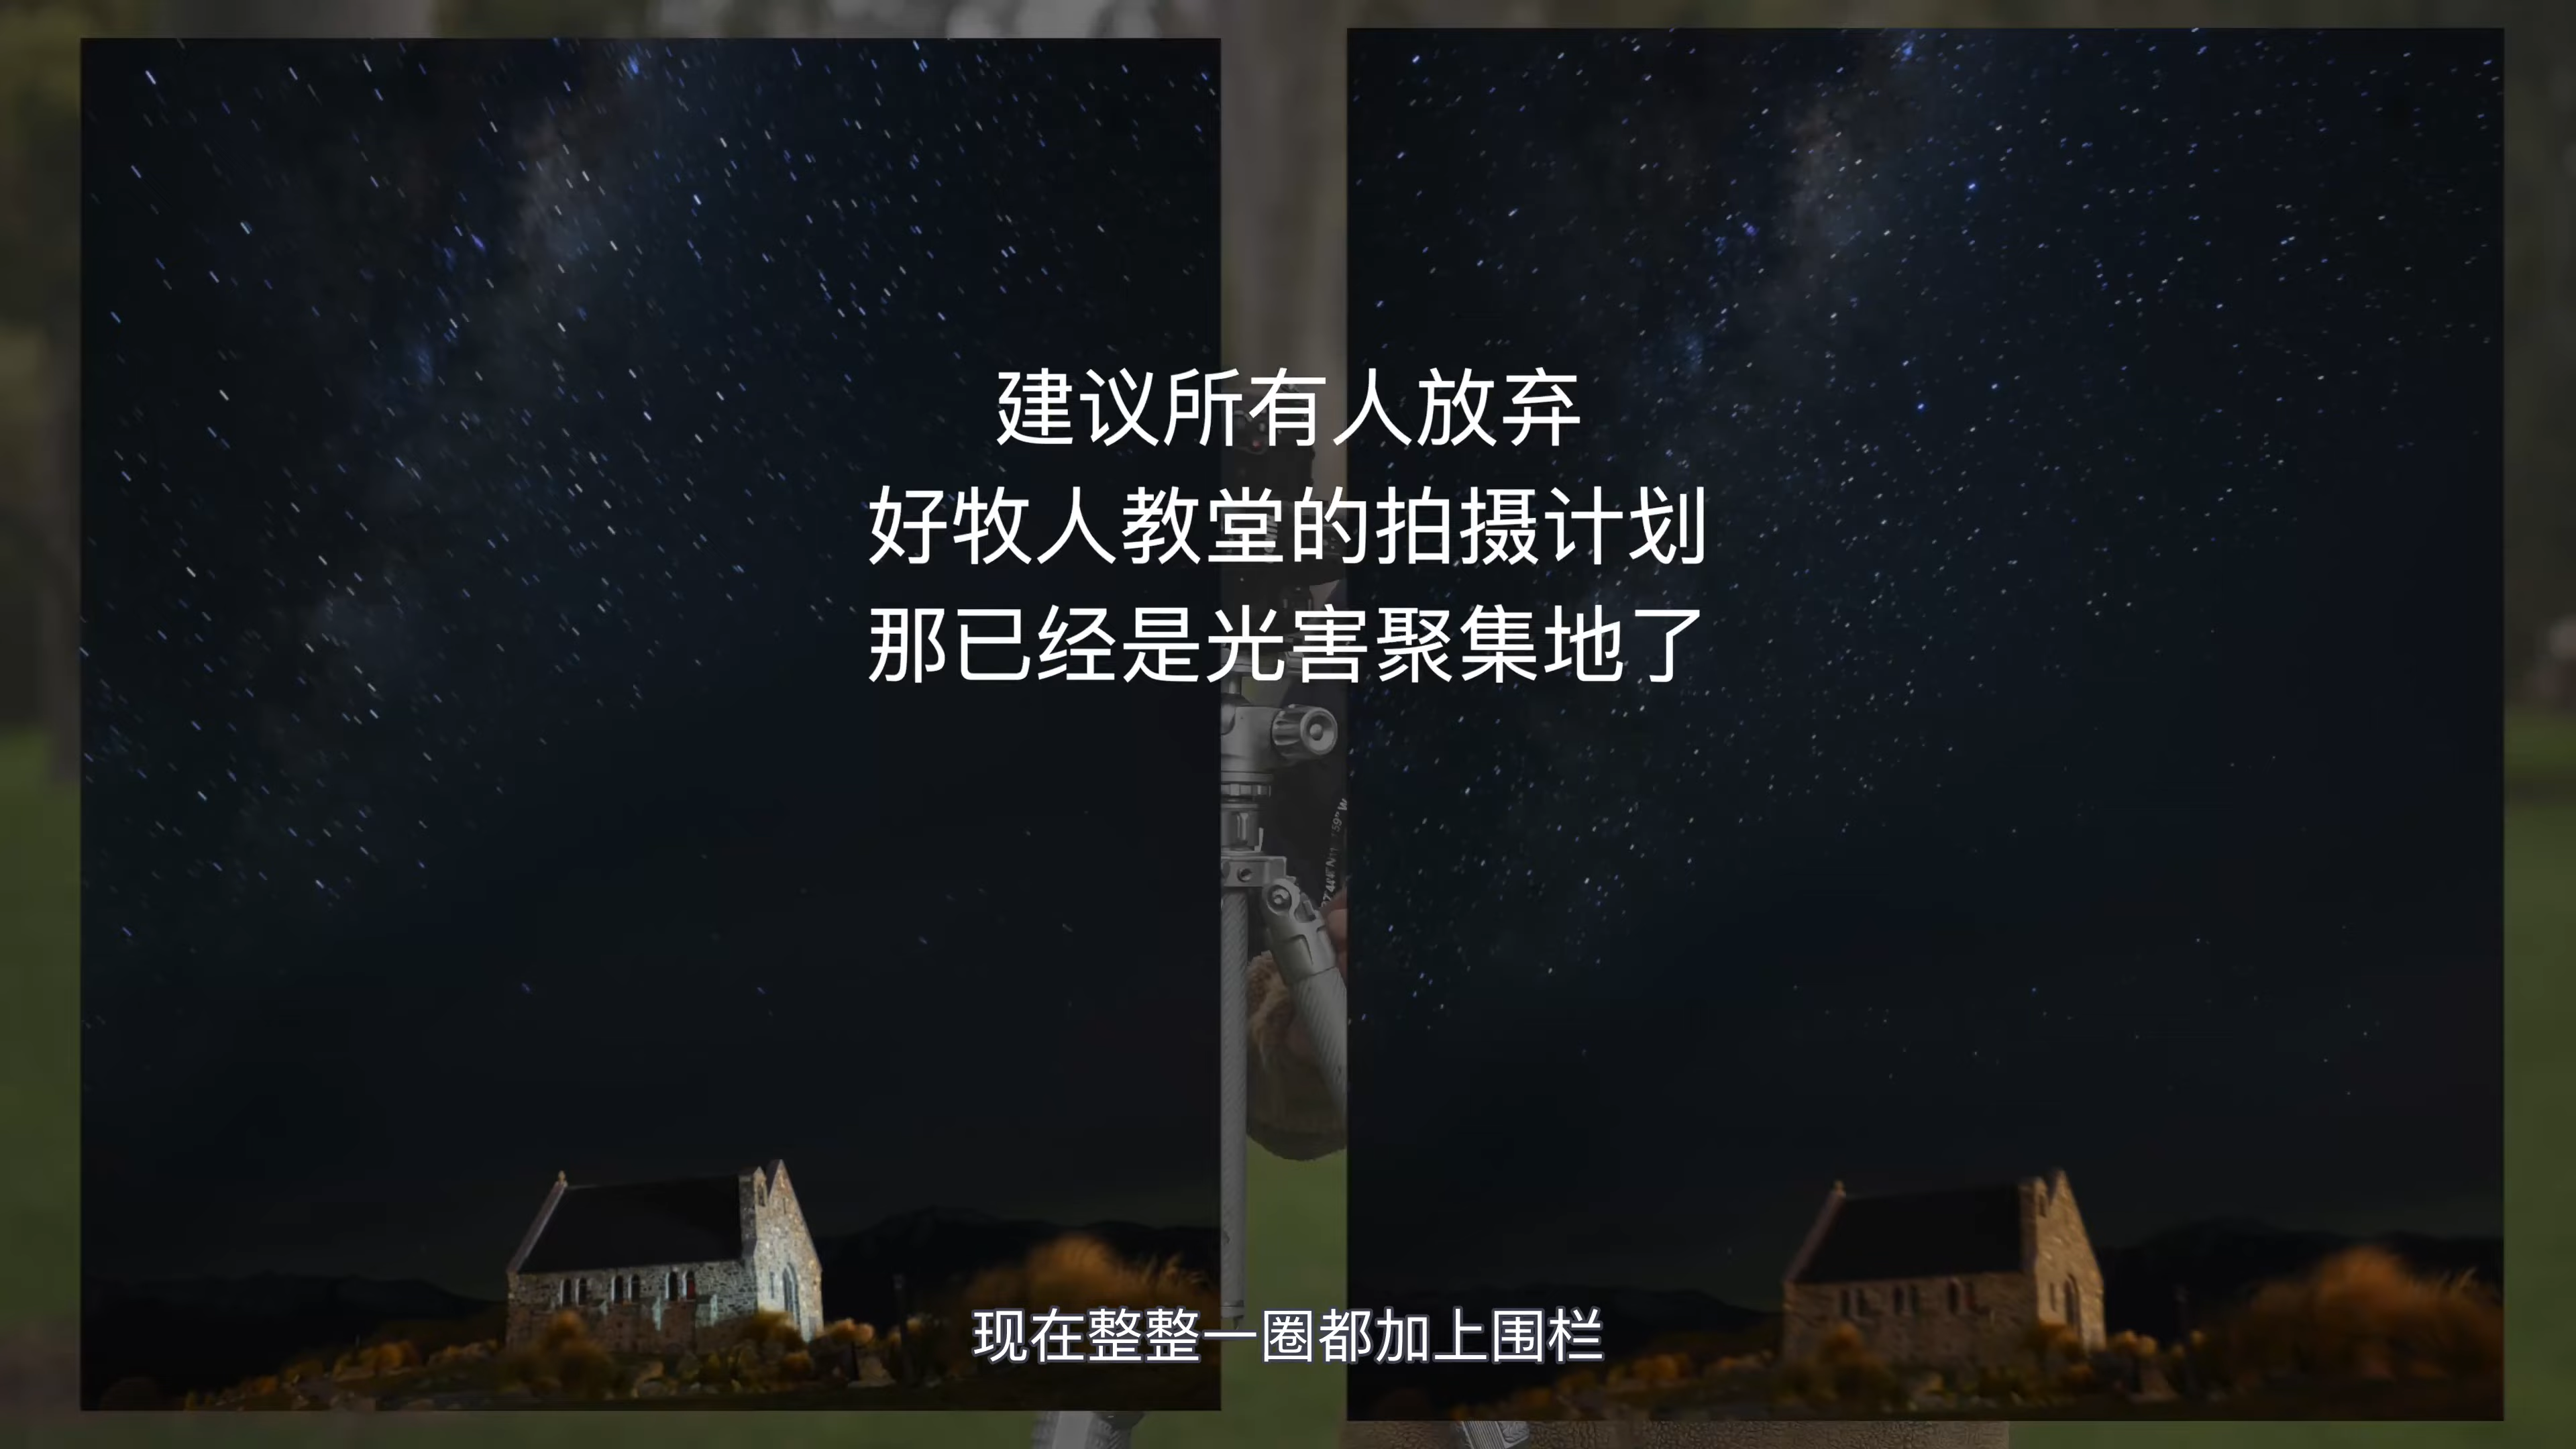 建议所有人放弃
好牧人教堂的拍摄计划
那已经是光害聚集地了
现在整整一圈都加上围栏